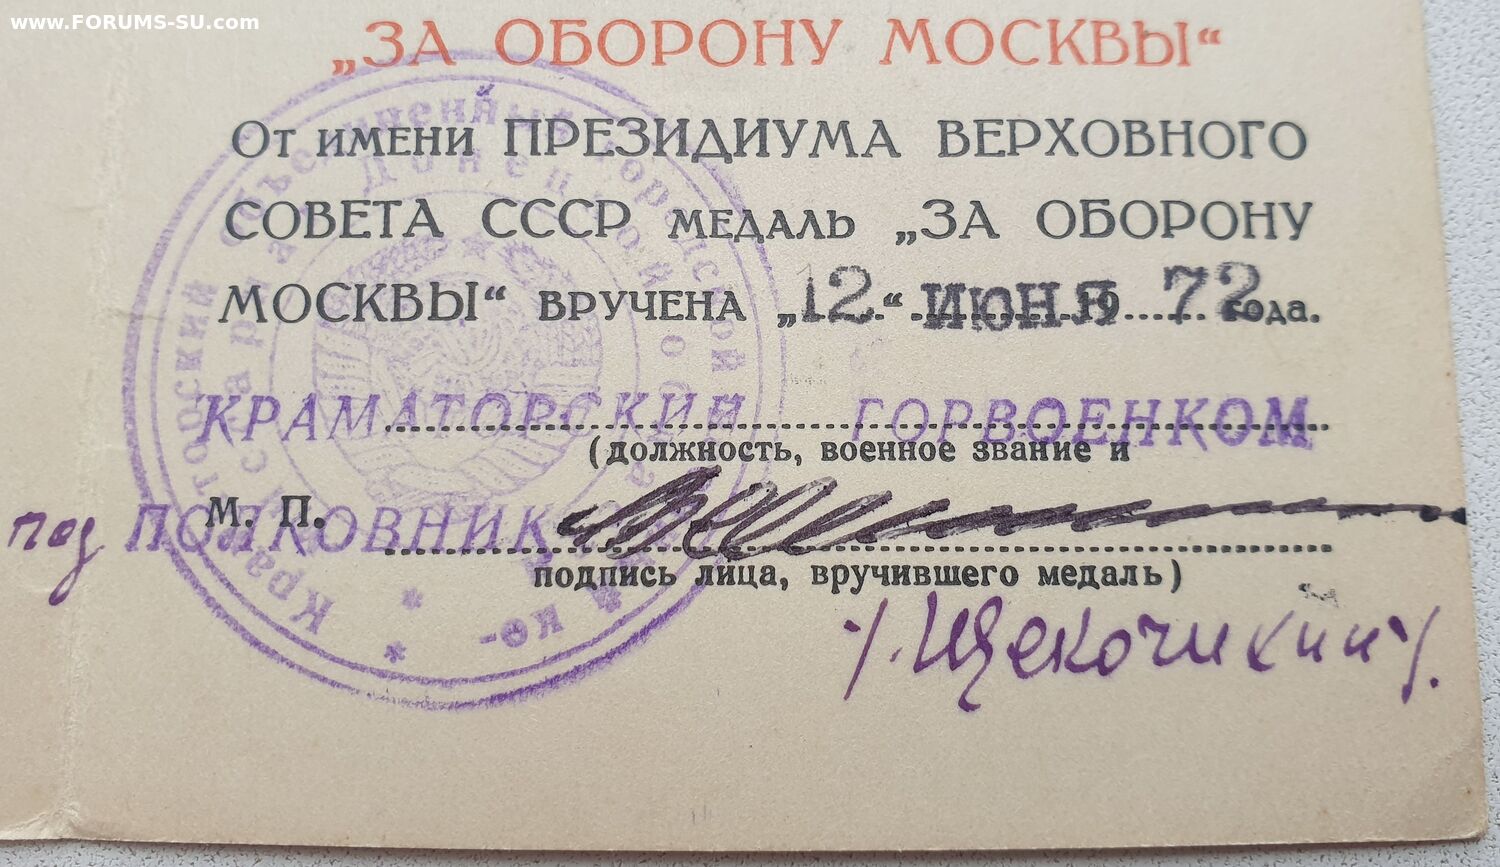 www.FORUMS-SU.com
„ЗА ОБОРОНУ МОСКВЫ“
От имени ПРЕЗИДИУМА ВЕРХОВНОГО
СОВЕТА СССР МЕДАЛЬ „ЗА ОБОРОНУ
МОСКВЫ“ ВРУЧЕНА „12“ ИЮНЯ 1972 года.
КРАМАТОРСКИЙ ГОРВОЕНКОМ
(должность, военное звание и
М. П.
под ПОЛКОВНИК
подпись лица, вручившего медаль)
/. Щекочихин /.